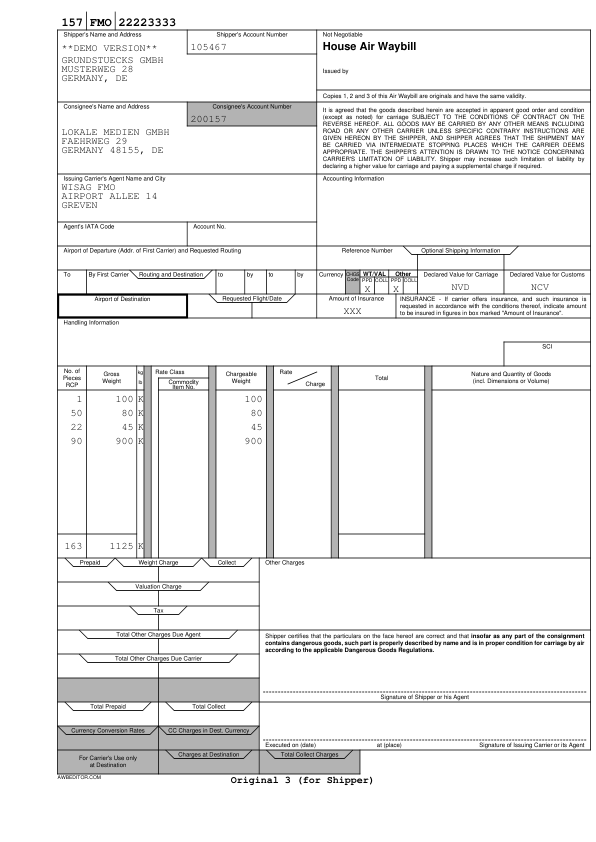 157 FMO 22223333
Shipper's Name and Address
Shipper's Account Number
105467
**DEMO VERSION**
GRUNDSTUECKS GMBH
MUSTERWEG 28
GERMANY, DE
Not Negotiable
House Air Waybill
Issued by
Copies 1, 2 and 3 of this Air Waybill are originals and have the same validity.
Consignee's Name and Address
Consignee's Account Number
200157
LOKALE MEDIEN GMBH
FAEHRWEG 29
GERMANY 48155, DE
It is agreed that the goods described herein are accepted in apparent good order and condition
(except as noted) for carriage SUBJECT TO THE CONDITIONS OF CONTRACT ON THE
REVERSE HEREOF. ALL GOODS MAY BE CARRIED BY ANY OTHER MEANS INCLUDING
ROAD OR ANY OTHER CARRIER UNLESS SPECIFIC CONTRARY INSTRUCTIONS ARE
GIVEN HEREON BY THE SHIPPER, AND SHIPPER AGREES THAT THE SHIPMENT MAY
BE CARRIED VIA INTERMEDIATE STOPPING PLACES WHICH THE CARRIER DEEMS
APPROPRIATE. THE SHIPPER'S ATTENTION IS DRAWN TO THE NOTICE CONCERNING
CARRIER'S LIMITATION OF LIABILITY. Shipper may increase such limitation of liability by
declaring a higher value for carriage and paying a supplemental charge if required.
Issuing Carrier's Agent Name and City
WISAG FMO
AIRPORT ALLEE 14
GREVEN
Accounting Information
Agent's IATA Code
Account No.
Airport of Departure (Addr. of First Carrier) and Requested Routing
Reference Number
Optional Shipping Information
To
By First Carrier
Routing and Destination
to
by
to
by
Currency
CHGS Code
WT/VAL
PPD COLL
X
Other
PPD COLL
X
Declared Value for Carriage
NVD
Declared Value for Customs
NCV
Airport of Destination
Requested Flight/Date
Amount of Insurance
XXX
INSURANCE - If carrier offers insurance, and such insurance is
requested in accordance with the conditions thereof, indicate amount
to be insured in figures in box marked "Amount of Insurance".
Handling Information
SCI
No. of Pieces RCP
Gross Weight
kg lb
Rate Class
Commodity Item No.
Chargeable Weight
Rate
Charge
Total
Nature and Quantity of Goods
(incl. Dimensions or Volume)
1 100 K 100
50 80 K 80
22 45 K 45
90 900 K 900
163 1125 K
Prepaid
Weight Charge
Collect
Other Charges
Valuation Charge
Tax
Total Other Charges Due Agent
Total Other Charges Due Carrier
Shipper certifies that the particulars on the face hereof are correct and that insofar as any part of the consignment
contains dangerous goods, such part is properly described by name and is in proper condition for carriage by air
according to the applicable Dangerous Goods Regulations.
Signature of Shipper or his Agent
Total Prepaid
Total Collect
Currency Conversion Rates
CC Charges in Dest. Currency
Executed on (date)
at (place)
Signature of Issuing Carrier or its Agent
For Carrier's Use only
at Destination
Charges at Destination
Total Collect Charges
AWBEDITOR.COM
Original 3 (for Shipper)